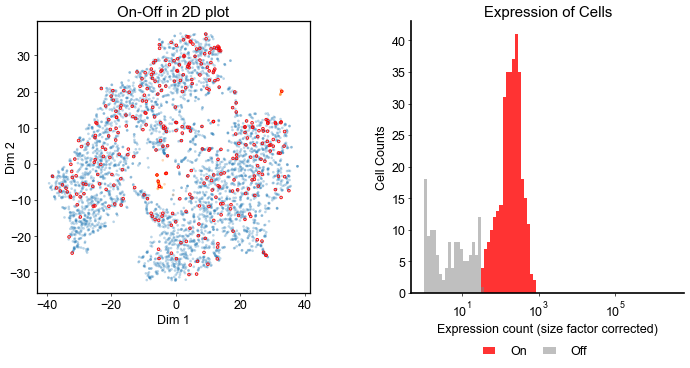 On-Off in 2D plot
Dim 2
30
20
10
0
−10
−20
−30
−40 −20 0 20 40
Dim 1
Expression of Cells
Cell Counts
40
35
30
25
20
15
10
5
0
10^1 10^3 10^5
Expression count (size factor corrected)
On Off